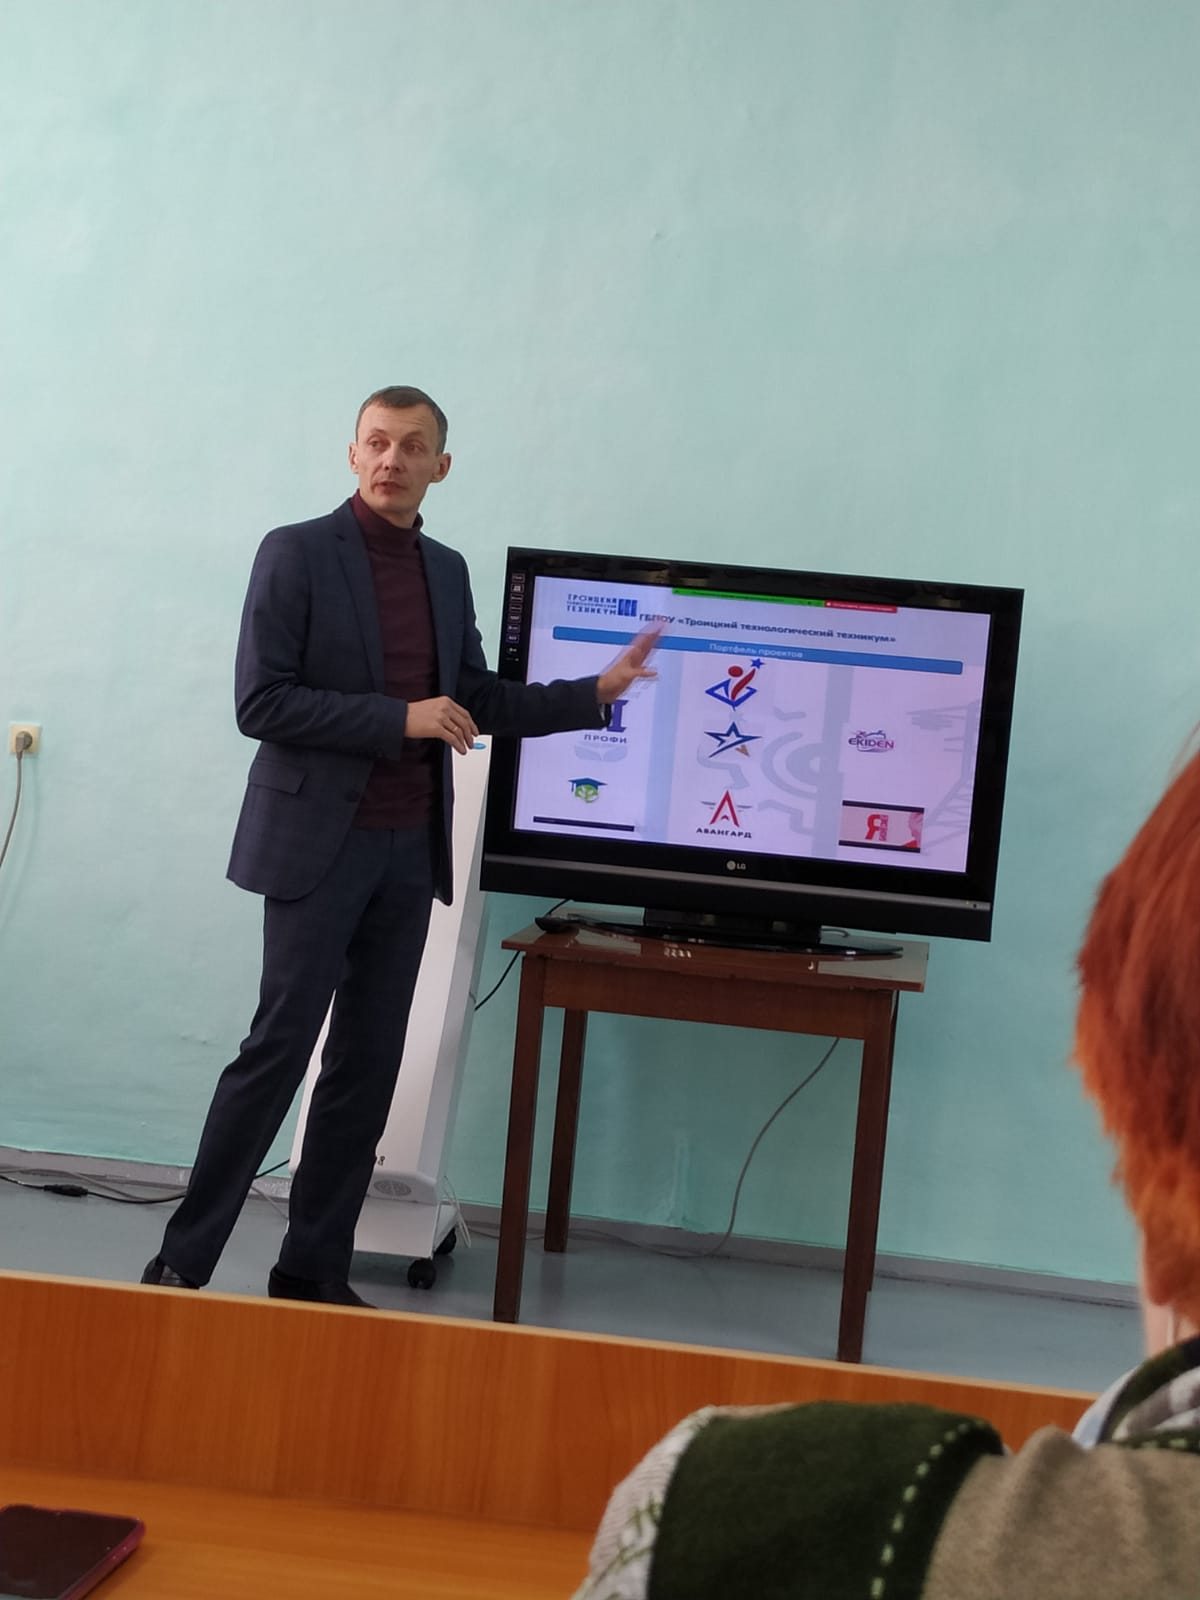 ТРОИЦКИЙ
ТЕХНОЛОГИЧЕСКИЙ
ТЕХНИКУМ
ГБПОУ «Троицкий технологический техникум»
Портфель проектов
ПРОФИ
EKIDEN
АВАНГАРД
Я
LG